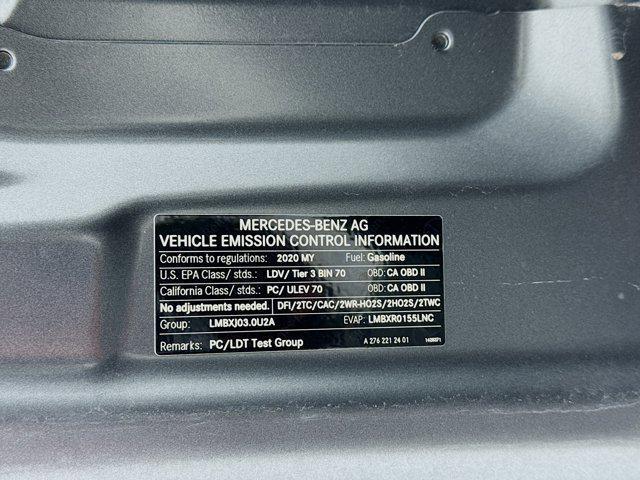 MERCEDES-BENZ AG
VEHICLE EMISSION CONTROL INFORMATION
Conforms to regulations: 2020 MY Fuel: Gasoline
U.S. EPA Class/ stds.: LDV/ Tier 3 BIN 70 OBD: CA OBD II
California Class/ stds.: PC/ ULEV 70 OBD: CA OBD II
No adjustments needed. DFI/2TC/CAC/2WR-HO2S/2HO2S/2TWC
Group: LMBXJ03.0U2A EVAP: LMBXR0155LNC
Remarks: PC/LDT Test Group A 276 221 24 01